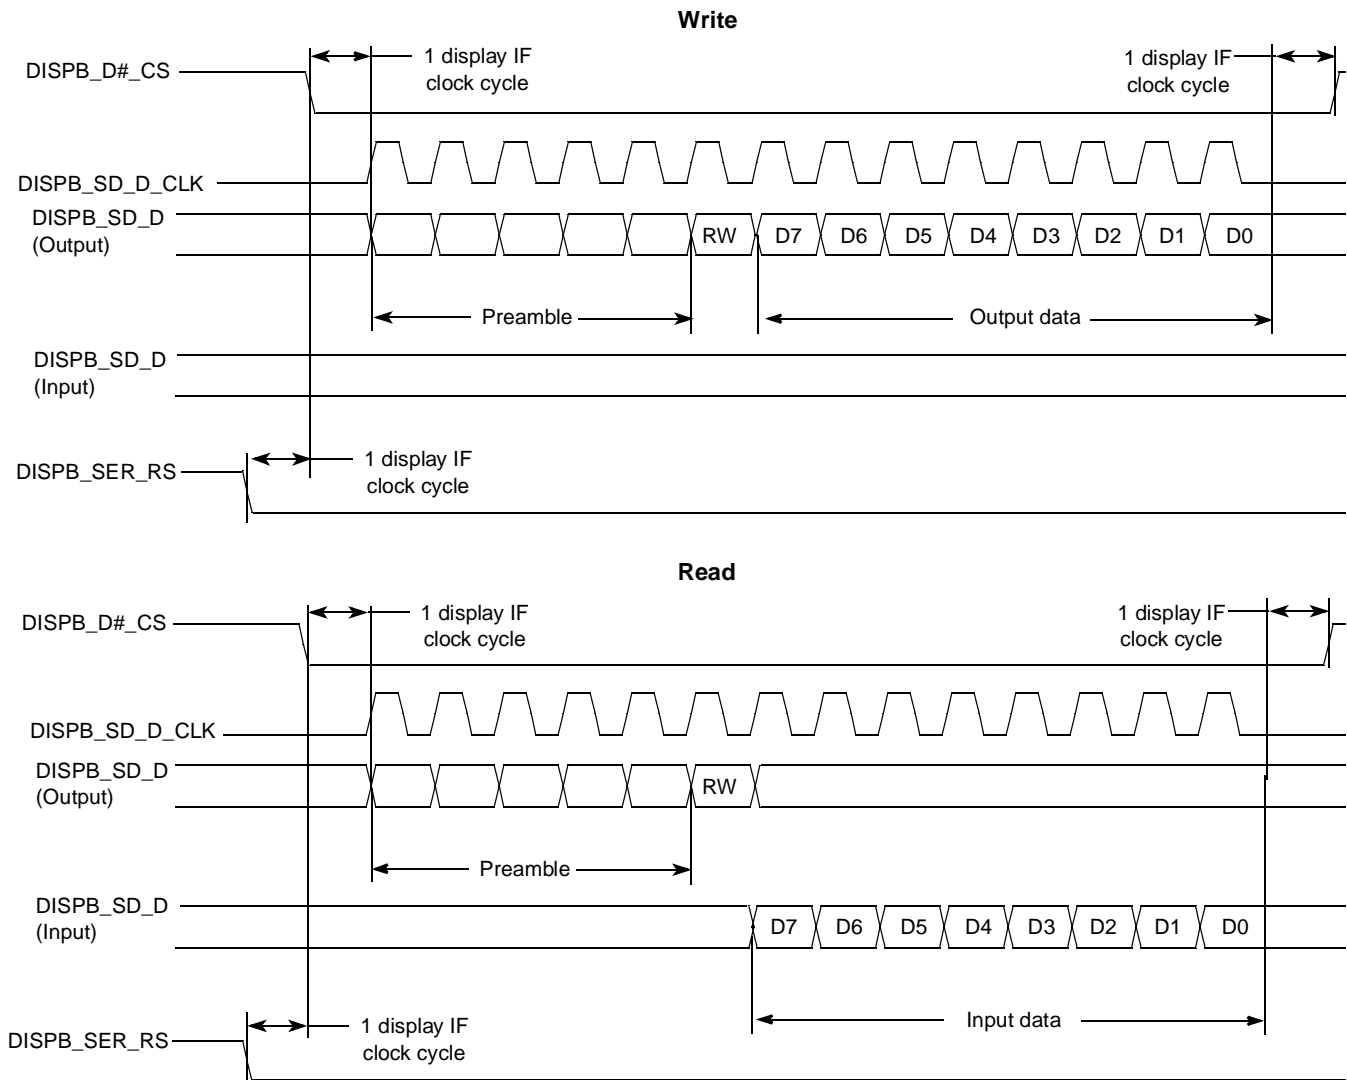 Write
1 display IF
clock cycle
1 display IF
clock cycle
DISPB_D#_CS
DISPB_SD_D_CLK
DISPB_SD_D
(Output)
RW D7 D6 D5 D4 D3 D2 D1 D0
Preamble
Output data
DISPB_SD_D
(Input)
DISPB_SER_RS
1 display IF
clock cycle
Read
1 display IF
clock cycle
1 display IF
clock cycle
DISPB_D#_CS
DISPB_SD_D_CLK
DISPB_SD_D
(Output)
RW
Preamble
DISPB_SD_D
(Input)
D7 D6 D5 D4 D3 D2 D1 D0
Input data
DISPB_SER_RS
1 display IF
clock cycle